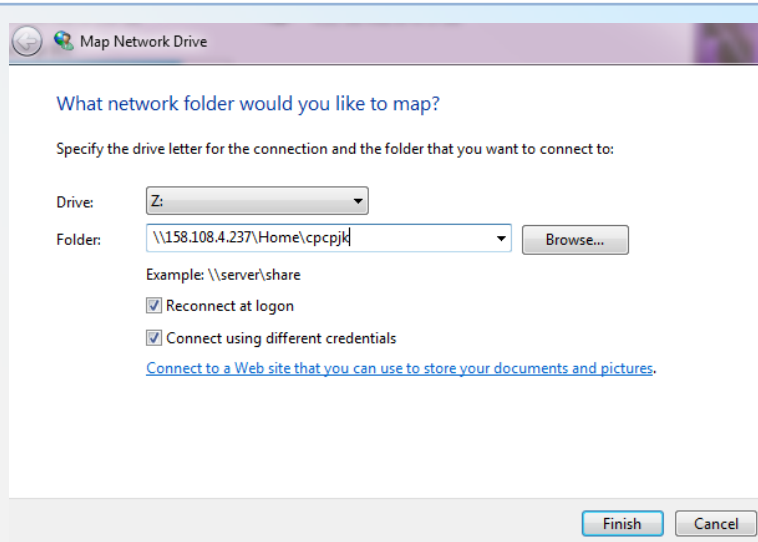 Map Network Drive
What network folder would you like to map?
Specify the drive letter for the connection and the folder that you want to connect to:
Drive: Z:
Folder: \\158.108.4.237\Home\cpcpjk Browse...
Example: \\server\share
Reconnect at logon
Connect using different credentials
Connect to a Web site that you can use to store your documents and pictures.
Finish Cancel